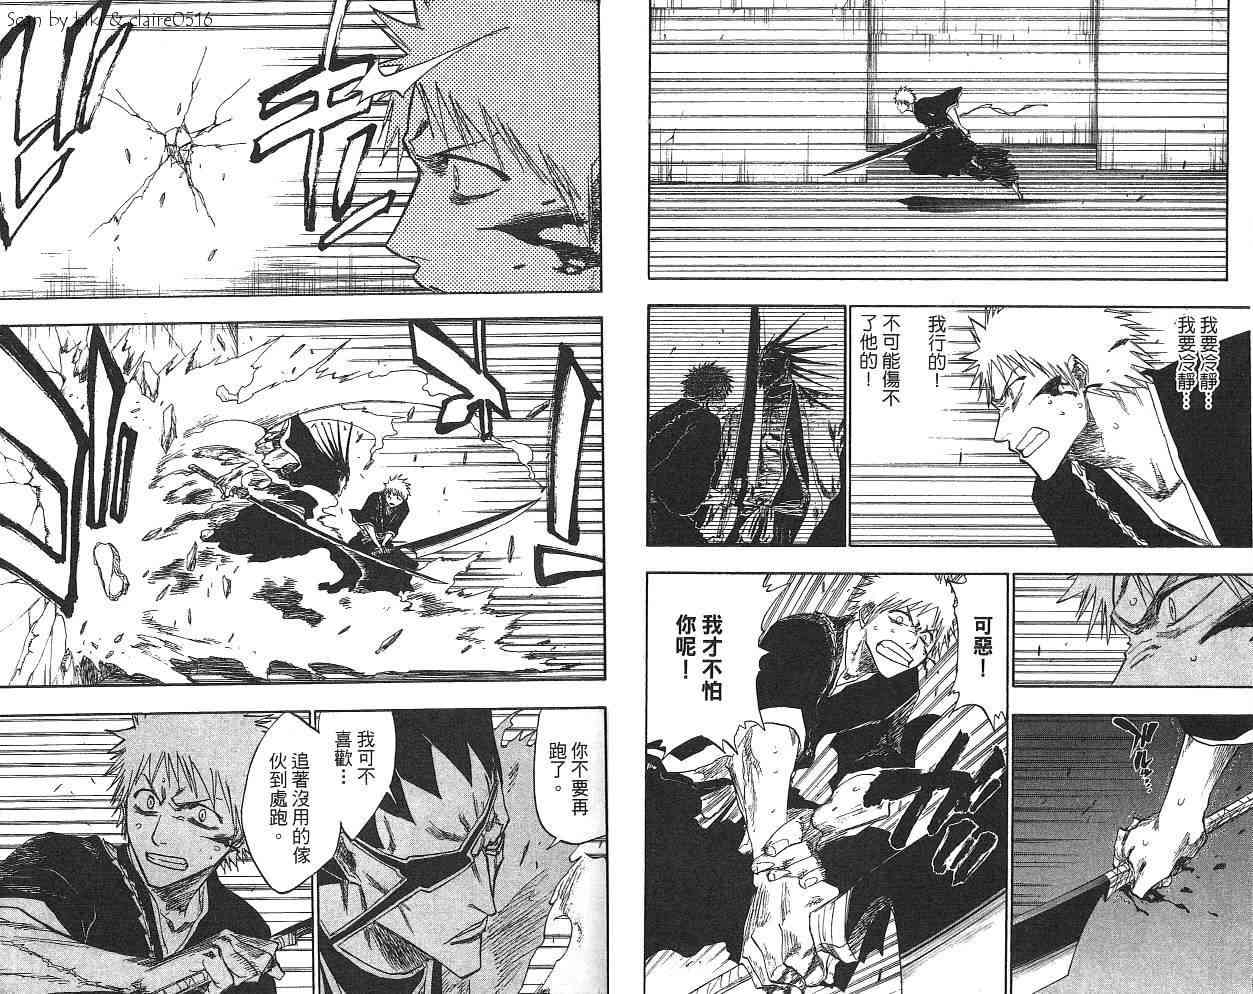 Scan by kiki & claire0516
我要冷靜…
我要冷靜…
我行的！
不可能傷不
了他的！
可惡！
我才不怕
你呢！
你不要再
跑了。
我可不
喜歡…
追著沒用的傢
伙到處跑。